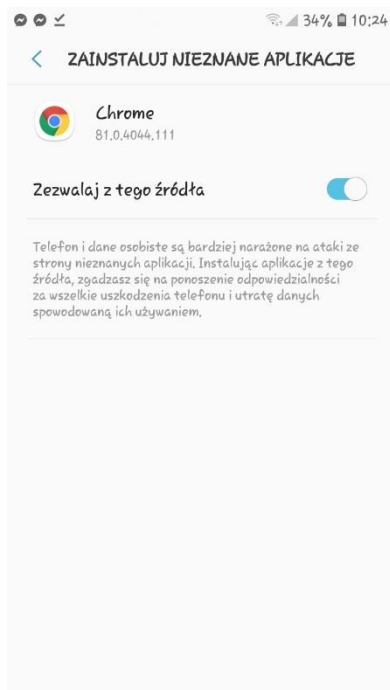 34% 10:24
ZAINSTALUJ NIEZNANE APLIKACJE
Chrome
81.0.4044.111
Zezwalaj z tego źródła
Telefon i dane osobiste są bardziej narażone na ataki ze
strony nieznanych aplikacji. Instalując aplikacje z tego
źródła, zgadzasz się na ponoszenie odpowiedzialności
za wszelkie uszkodzenia telefonu i utratę danych
spowodowaną ich używaniem.